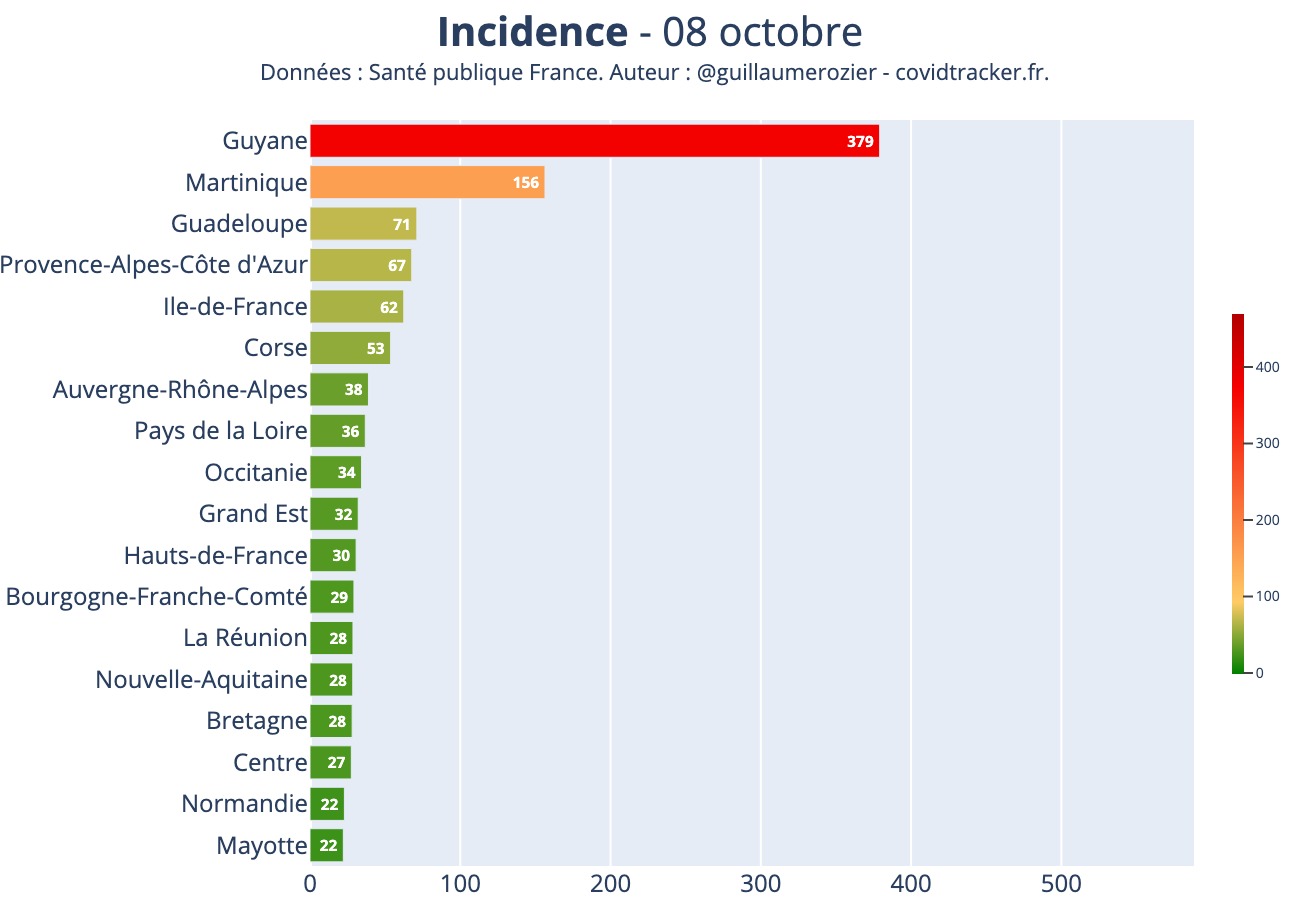 Incidence - 08 octobre
Données : Santé publique France. Auteur : @guillaumerozier - covidtracker.fr.
Guyane 379
Martinique 156
Guadeloupe 71
Provence-Alpes-Côte d'Azur 67
Ile-de-France 62
Corse 53
Auvergne-Rhône-Alpes 38
Pays de la Loire 36
Occitanie 34
Grand Est 32
Hauts-de-France 30
Bourgogne-Franche-Comté 29
La Réunion 28
Nouvelle-Aquitaine 28
Bretagne 28
Centre 27
Normandie 22
Mayotte 22
0 100 200 300 400 500
400
300
200
100
0